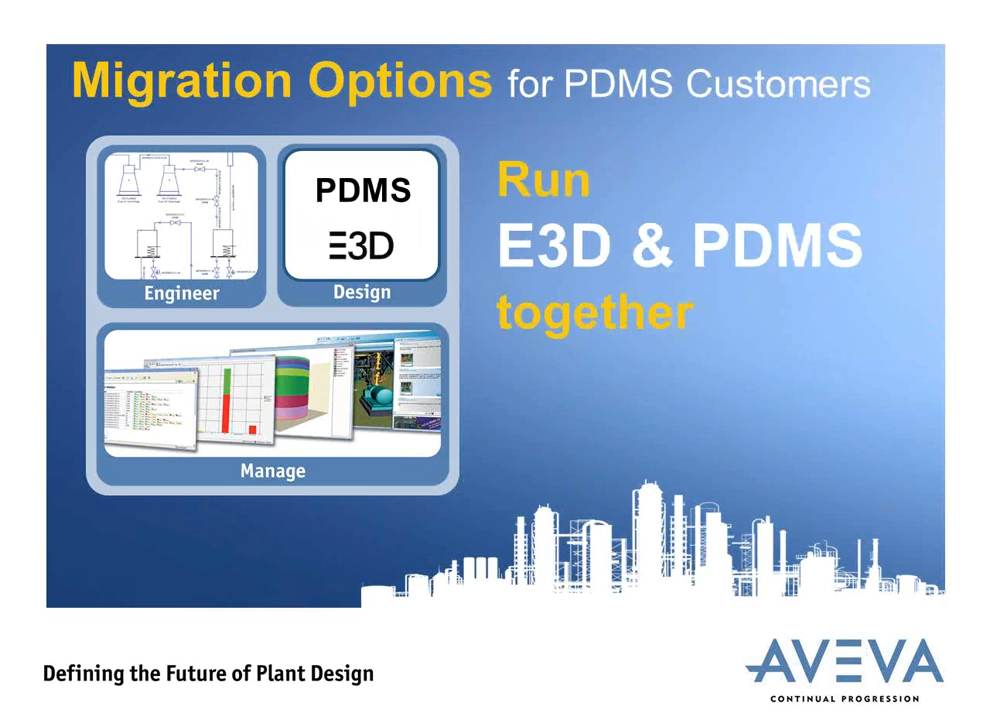 Migration Options for PDMS Customers
PDMS
E3D
Engineer
Design
Manage
Run
E3D & PDMS
together
Defining the Future of Plant Design
AVEVA
CONTINUAL PROGRESSION